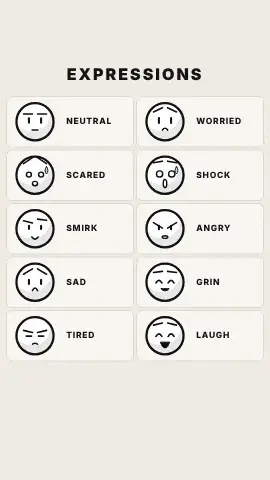 EXPRESSIONS
NEUTRAL
WORRIED
SCARED
SHOCK
SMIRK
ANGRY
SAD
GRIN
TIRED
LAUGH